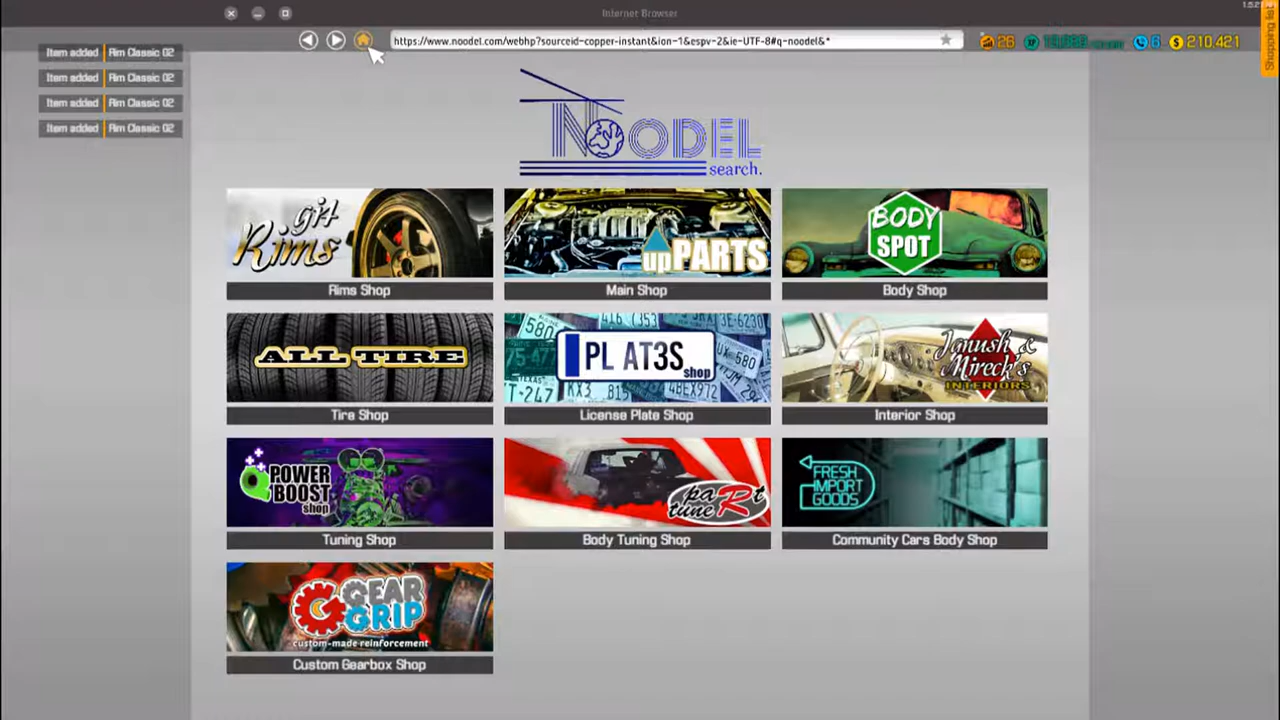 Internet Browser
1.5.2
https://www.noodel.com/webhp?sourceid-copper-instant&ion-1&espv-2&ie-UTF-8#q-noodel&*
26
6
210,421
Shopping list
Item added Rim Classic 02
Item added Rim Classic 02
Item added Rim Classic 02
Item added Rim Classic 02
NOODEL
search.
git Rims
upPARTS
BODY SPOT
Rims Shop
Main Shop
Body Shop
ALL TIRE
PL AT3S shop
Janush & Mireck's INTERIORS
Tire Shop
License Plate Shop
Interior Shop
POWER BOOST shop
paRt tuneR
FRESH IMPORT GOODS
Tuning Shop
Body Tuning Shop
Community Cars Body Shop
GEAR GRIP
custom-made reinforcement
Custom Gearbox Shop